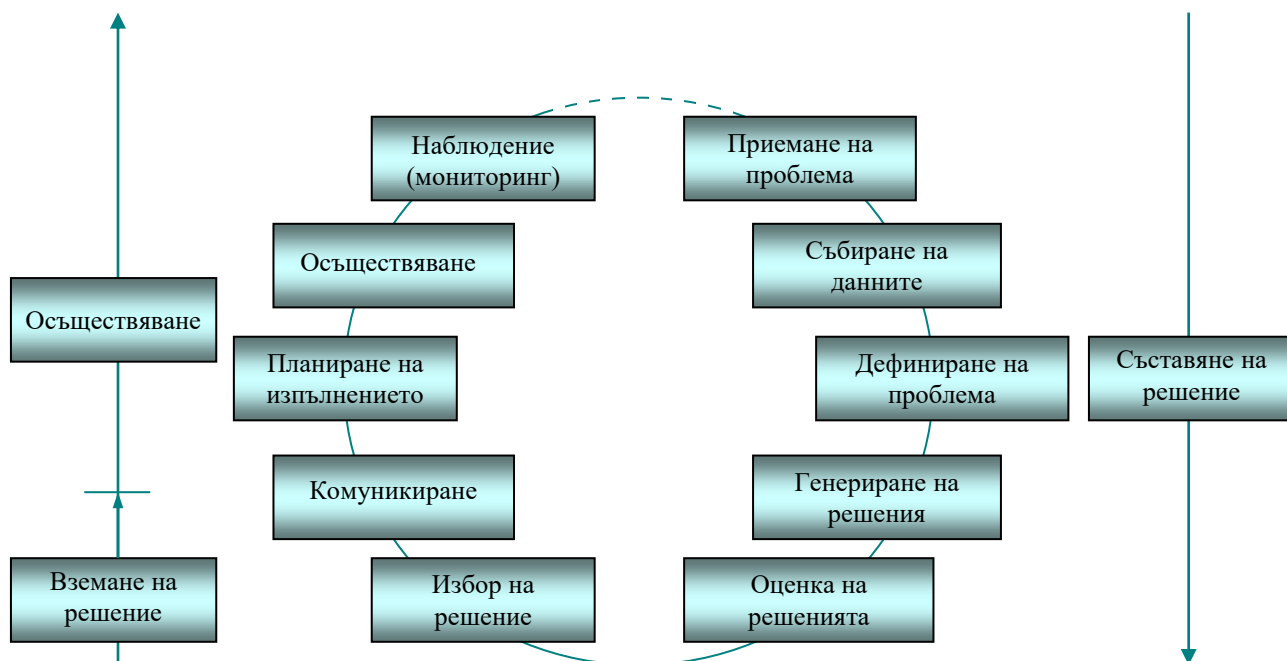 Наблюдение
(мониторинг)
Приемане на
проблема
Осъществяване
Събиране на
данните
Осъществяване
Планиране на
изпълнението
Дефиниране на
проблема
Съставяне на
решение
Комуникиране
Генериране на
решения
Вземане на
решение
Избор на
решение
Оценка на
решенията